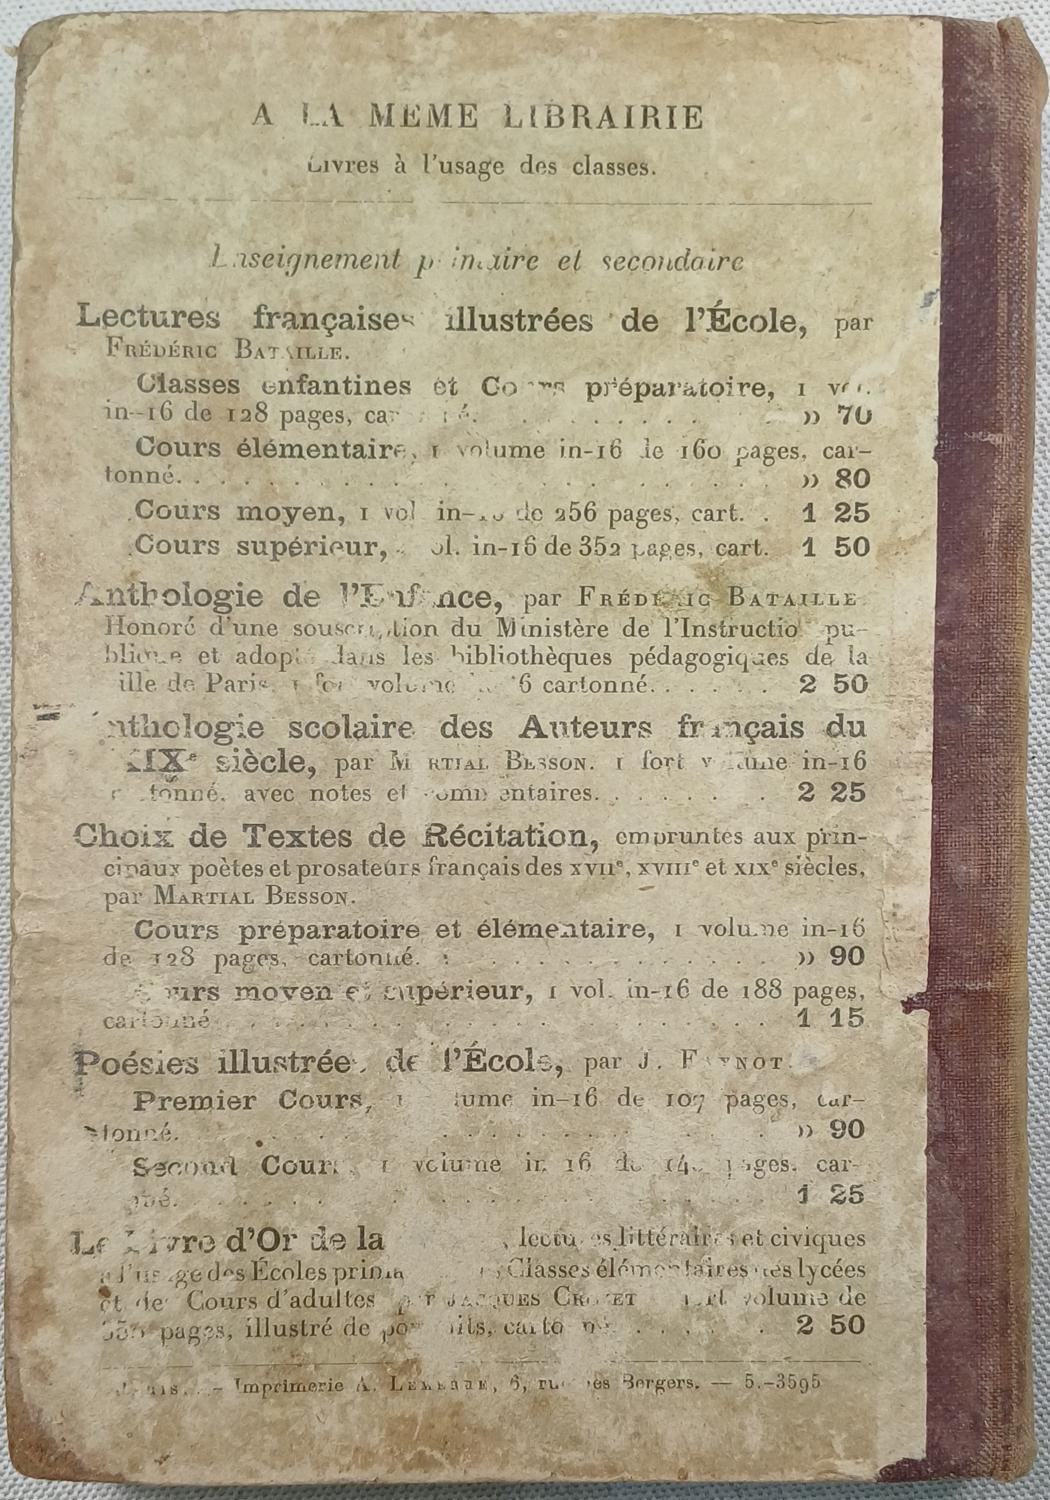 A LA MEME LIBRAIRIE
Livres à l'usage des classes.
Enseignement primaire et secondaire
Lectures françaises illustrées de l'École, par
FRÉDÉRIC BATAILLE.
Classes enfantines et Cours préparatoire, 1 vol.
in-16 de 128 pages, » 70
Cours élémentaire, 1 volume in-16 de 160 pages, car-
tonné. » 80
Cours moyen, 1 vol in-16 de 256 pages, cart. . 1 25
Cours supérieur, vol. in-16 de 352 pages, cart. 1 50
Anthologie de l'Enfance, par FRÉDÉRIC BATAILLE
Honoré d'une souscription du Ministère de l'Instruction pu-
blique et adopté dans les bibliothèques pédagogiques de la
ville de Paris. 1 fort volume cartonné. 2 50
Anthologie scolaire des Auteurs français du
XIXe siècle, par MARTIAL BESSON. 1 fort volume in-16
cartonné. avec notes et commentaires. 2 25
Choix de Textes de Récitation, empruntés aux prin-
cipaux poètes et prosateurs français des XVIIe, XVIIIe et XIXe siècles,
par MARTIAL BESSON.
Cours préparatoire et élémentaire, 1 volume in-16
de 128 pages, cartonné. » 90
Cours moyen et supérieur, 1 vol. in-16 de 188 pages,
cartonné 1 15
Poésies illustrées de l'École, par J.
Premier Cours, 1 volume in-16 de 107 pages, car-
tonné. » 90
Second Cours 1 volume in 16 de pages. car-
1 25
Le Livre d'Or de la lectures littéraires et civiques
à l'usage des Écoles Classes élémentaires des lycées
et de Cours d'adultes par JACQUES volume de
pages, illustré de cartonné 2 50
Imprimerie A. 6, rue des Bergers. — 5.-3595